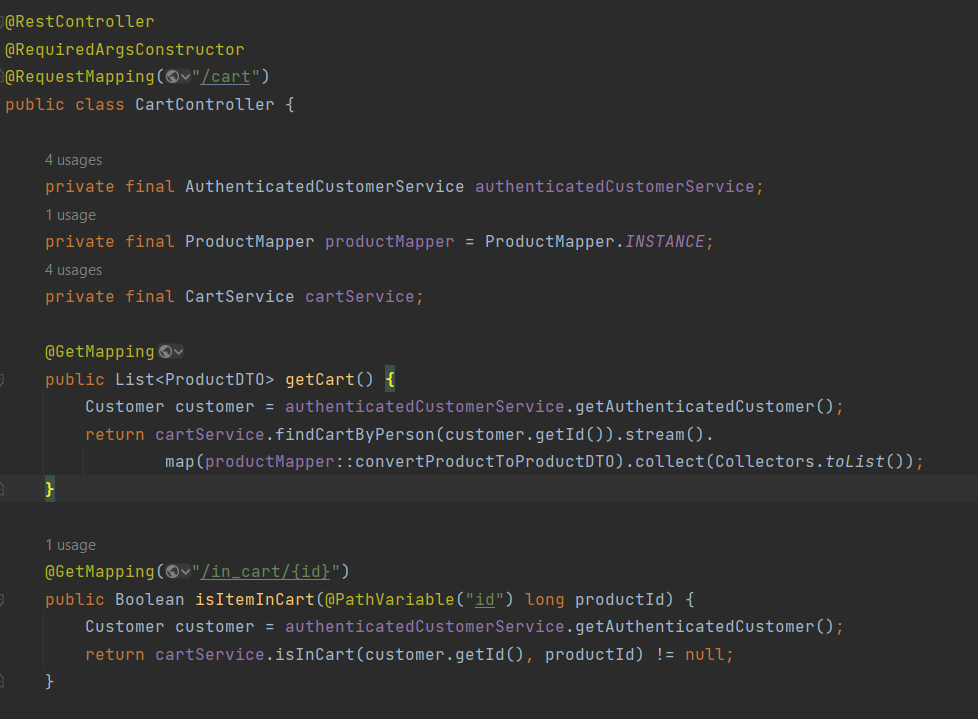 @RestController
@RequiredArgsConstructor
@RequestMapping("/cart")
public class CartController {
4 usages
private final AuthenticatedCustomerService authenticatedCustomerService;
1 usage
private final ProductMapper productMapper = ProductMapper.INSTANCE;
4 usages
private final CartService cartService;
@GetMapping
public List<ProductDTO> getCart() {
Customer customer = authenticatedCustomerService.getAuthenticatedCustomer();
return cartService.findCartByPerson(customer.getId()).stream().
map(productMapper::convertProductToProductDTO).collect(Collectors.toList());
}
1 usage
@GetMapping("/in_cart/{id}")
public Boolean isItemInCart(@PathVariable("id") long productId) {
Customer customer = authenticatedCustomerService.getAuthenticatedCustomer();
return cartService.isInCart(customer.getId(), productId) != null;
}